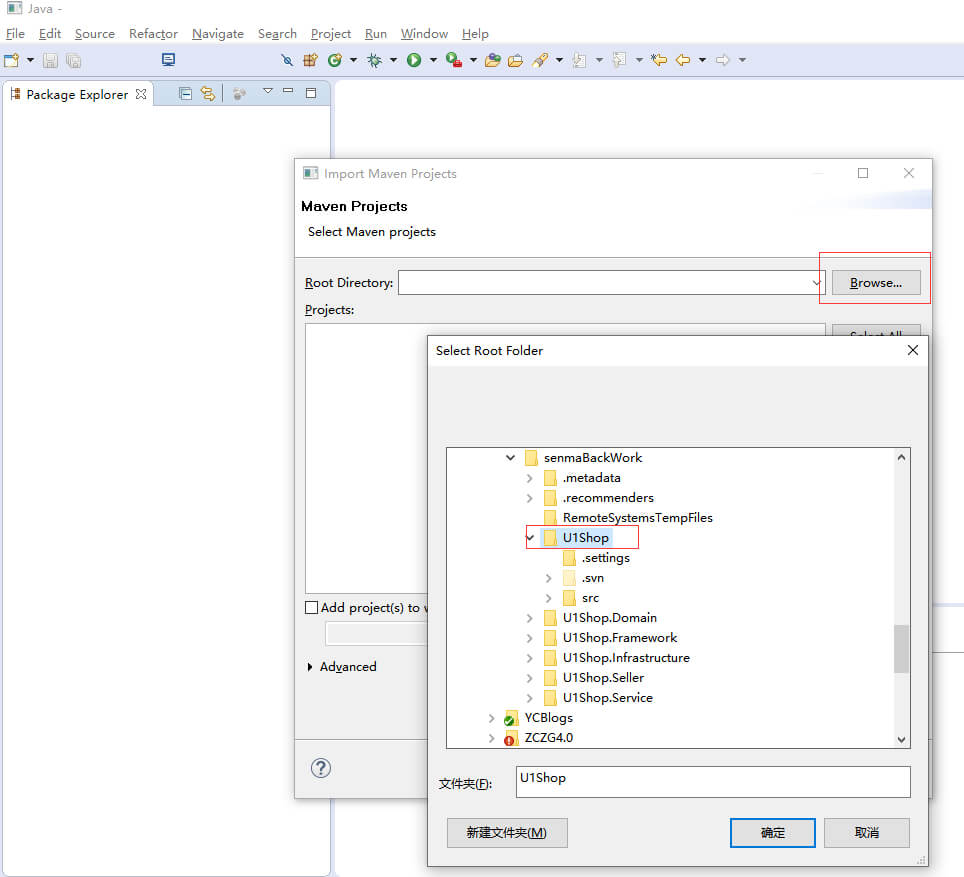 Java -
File Edit Source Refactor Navigate Search Project Run Window Help
Package Explorer
Import Maven Projects
Maven Projects
Select Maven projects
Root Directory: Browse...
Projects:
Select All
Select Root Folder
senmaBackWork
.metadata
.recommenders
RemoteSystemsTempFiles
U1Shop
.settings
.svn
src
U1Shop.Domain
U1Shop.Framework
U1Shop.Infrastructure
U1Shop.Seller
U1Shop.Service
YCBlogs
ZCZG4.0
Add project(s) to w
Advanced
文件夹(F): U1Shop
新建文件夹(M) 确定 取消